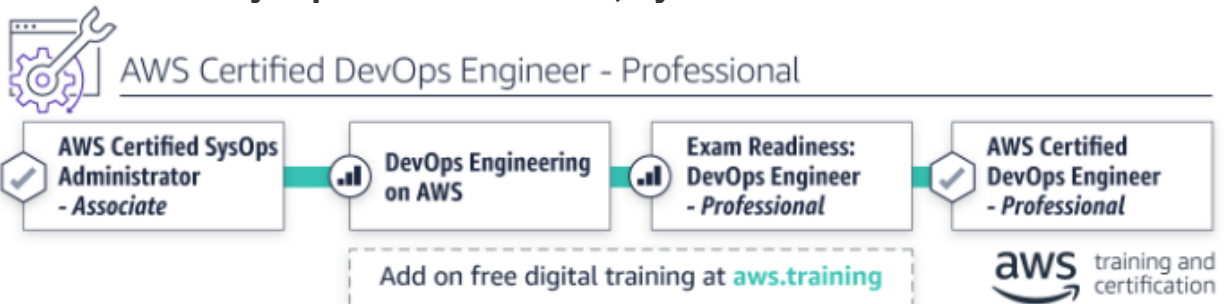 AWS Certified DevOps Engineer - Professional
AWS Certified SysOps
Administrator
- Associate
DevOps Engineering
on AWS
Exam Readiness:
DevOps Engineer
- Professional
AWS Certified
DevOps Engineer
- Professional
Add on free digital training at aws.training
aws training and
certification